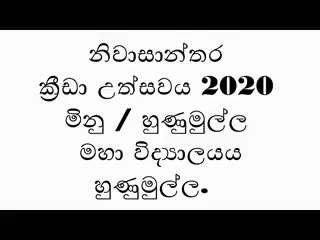 නිවාසාන්තර
ක්‍රීඩා උත්සවය 2020
මිනු / හුණුමුල්ල
මහා විද්‍යාලයය
හුණුමුල්ල.